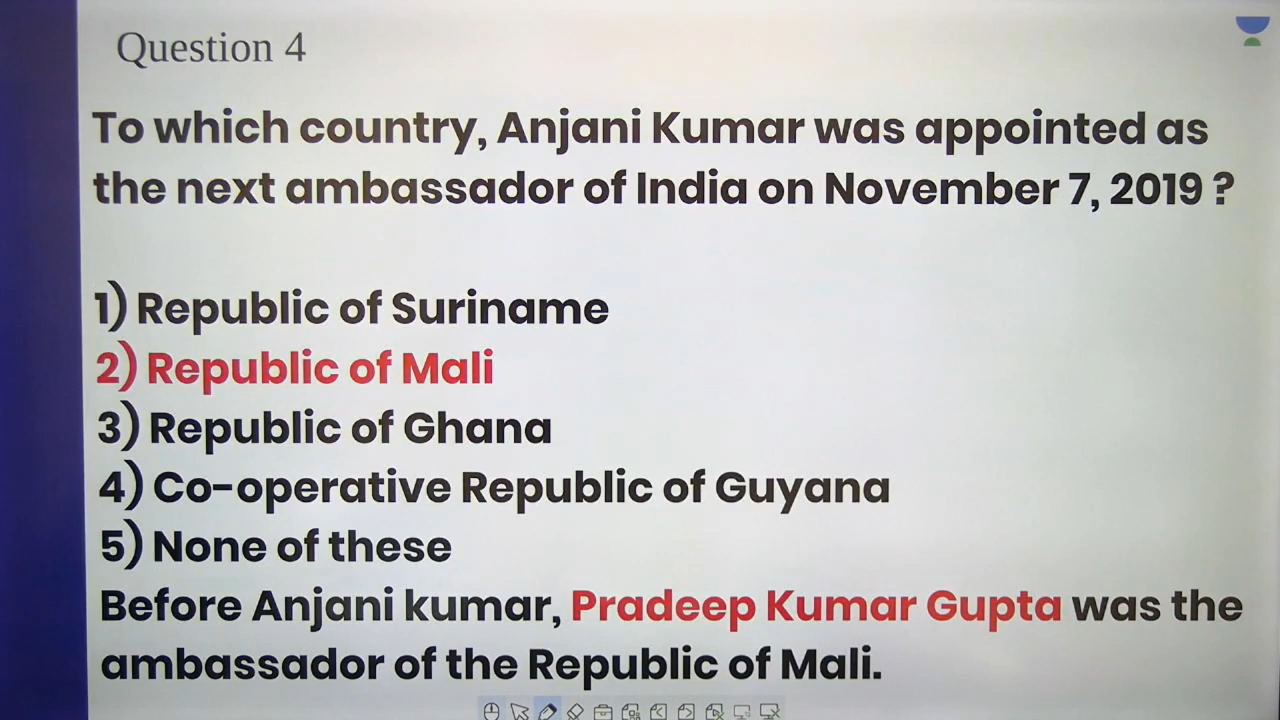 Question 4
To which country, Anjani Kumar was appointed as
the next ambassador of India on November 7, 2019 ?
1) Republic of Suriname
2) Republic of Mali
3) Republic of Ghana
4) Co-operative Republic of Guyana
5) None of these
Before Anjani kumar, Pradeep Kumar Gupta was the
ambassador of the Republic of Mali.